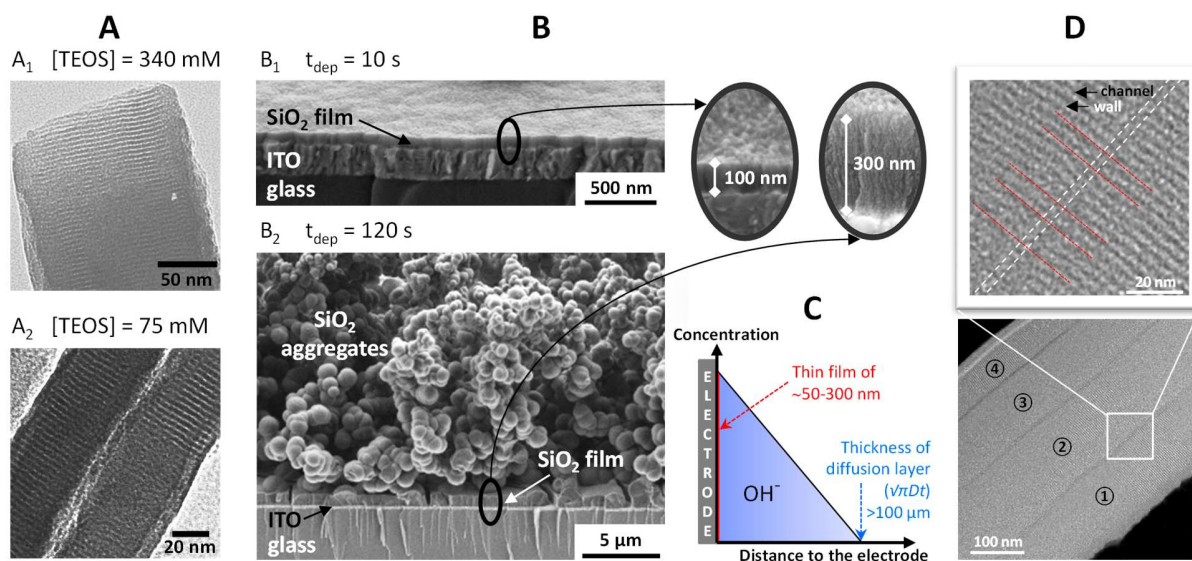 A
A1 [TEOS] = 340 mM
50 nm
A2 [TEOS] = 75 mM
20 nm
B
B1 tdep = 10 s
SiO2 film
ITO
glass
500 nm
100 nm
300 nm
B2 tdep = 120 s
SiO2
aggregates
SiO2 film
ITO
glass
5 μm
C
Concentration
ELECTRODE
Thin film of
~50-300 nm
Thickness of
diffusion layer
(√πDt)
>100 μm
OH⁻
Distance to the electrode
D
channel
wall
20 nm
④
③
②
①
100 nm